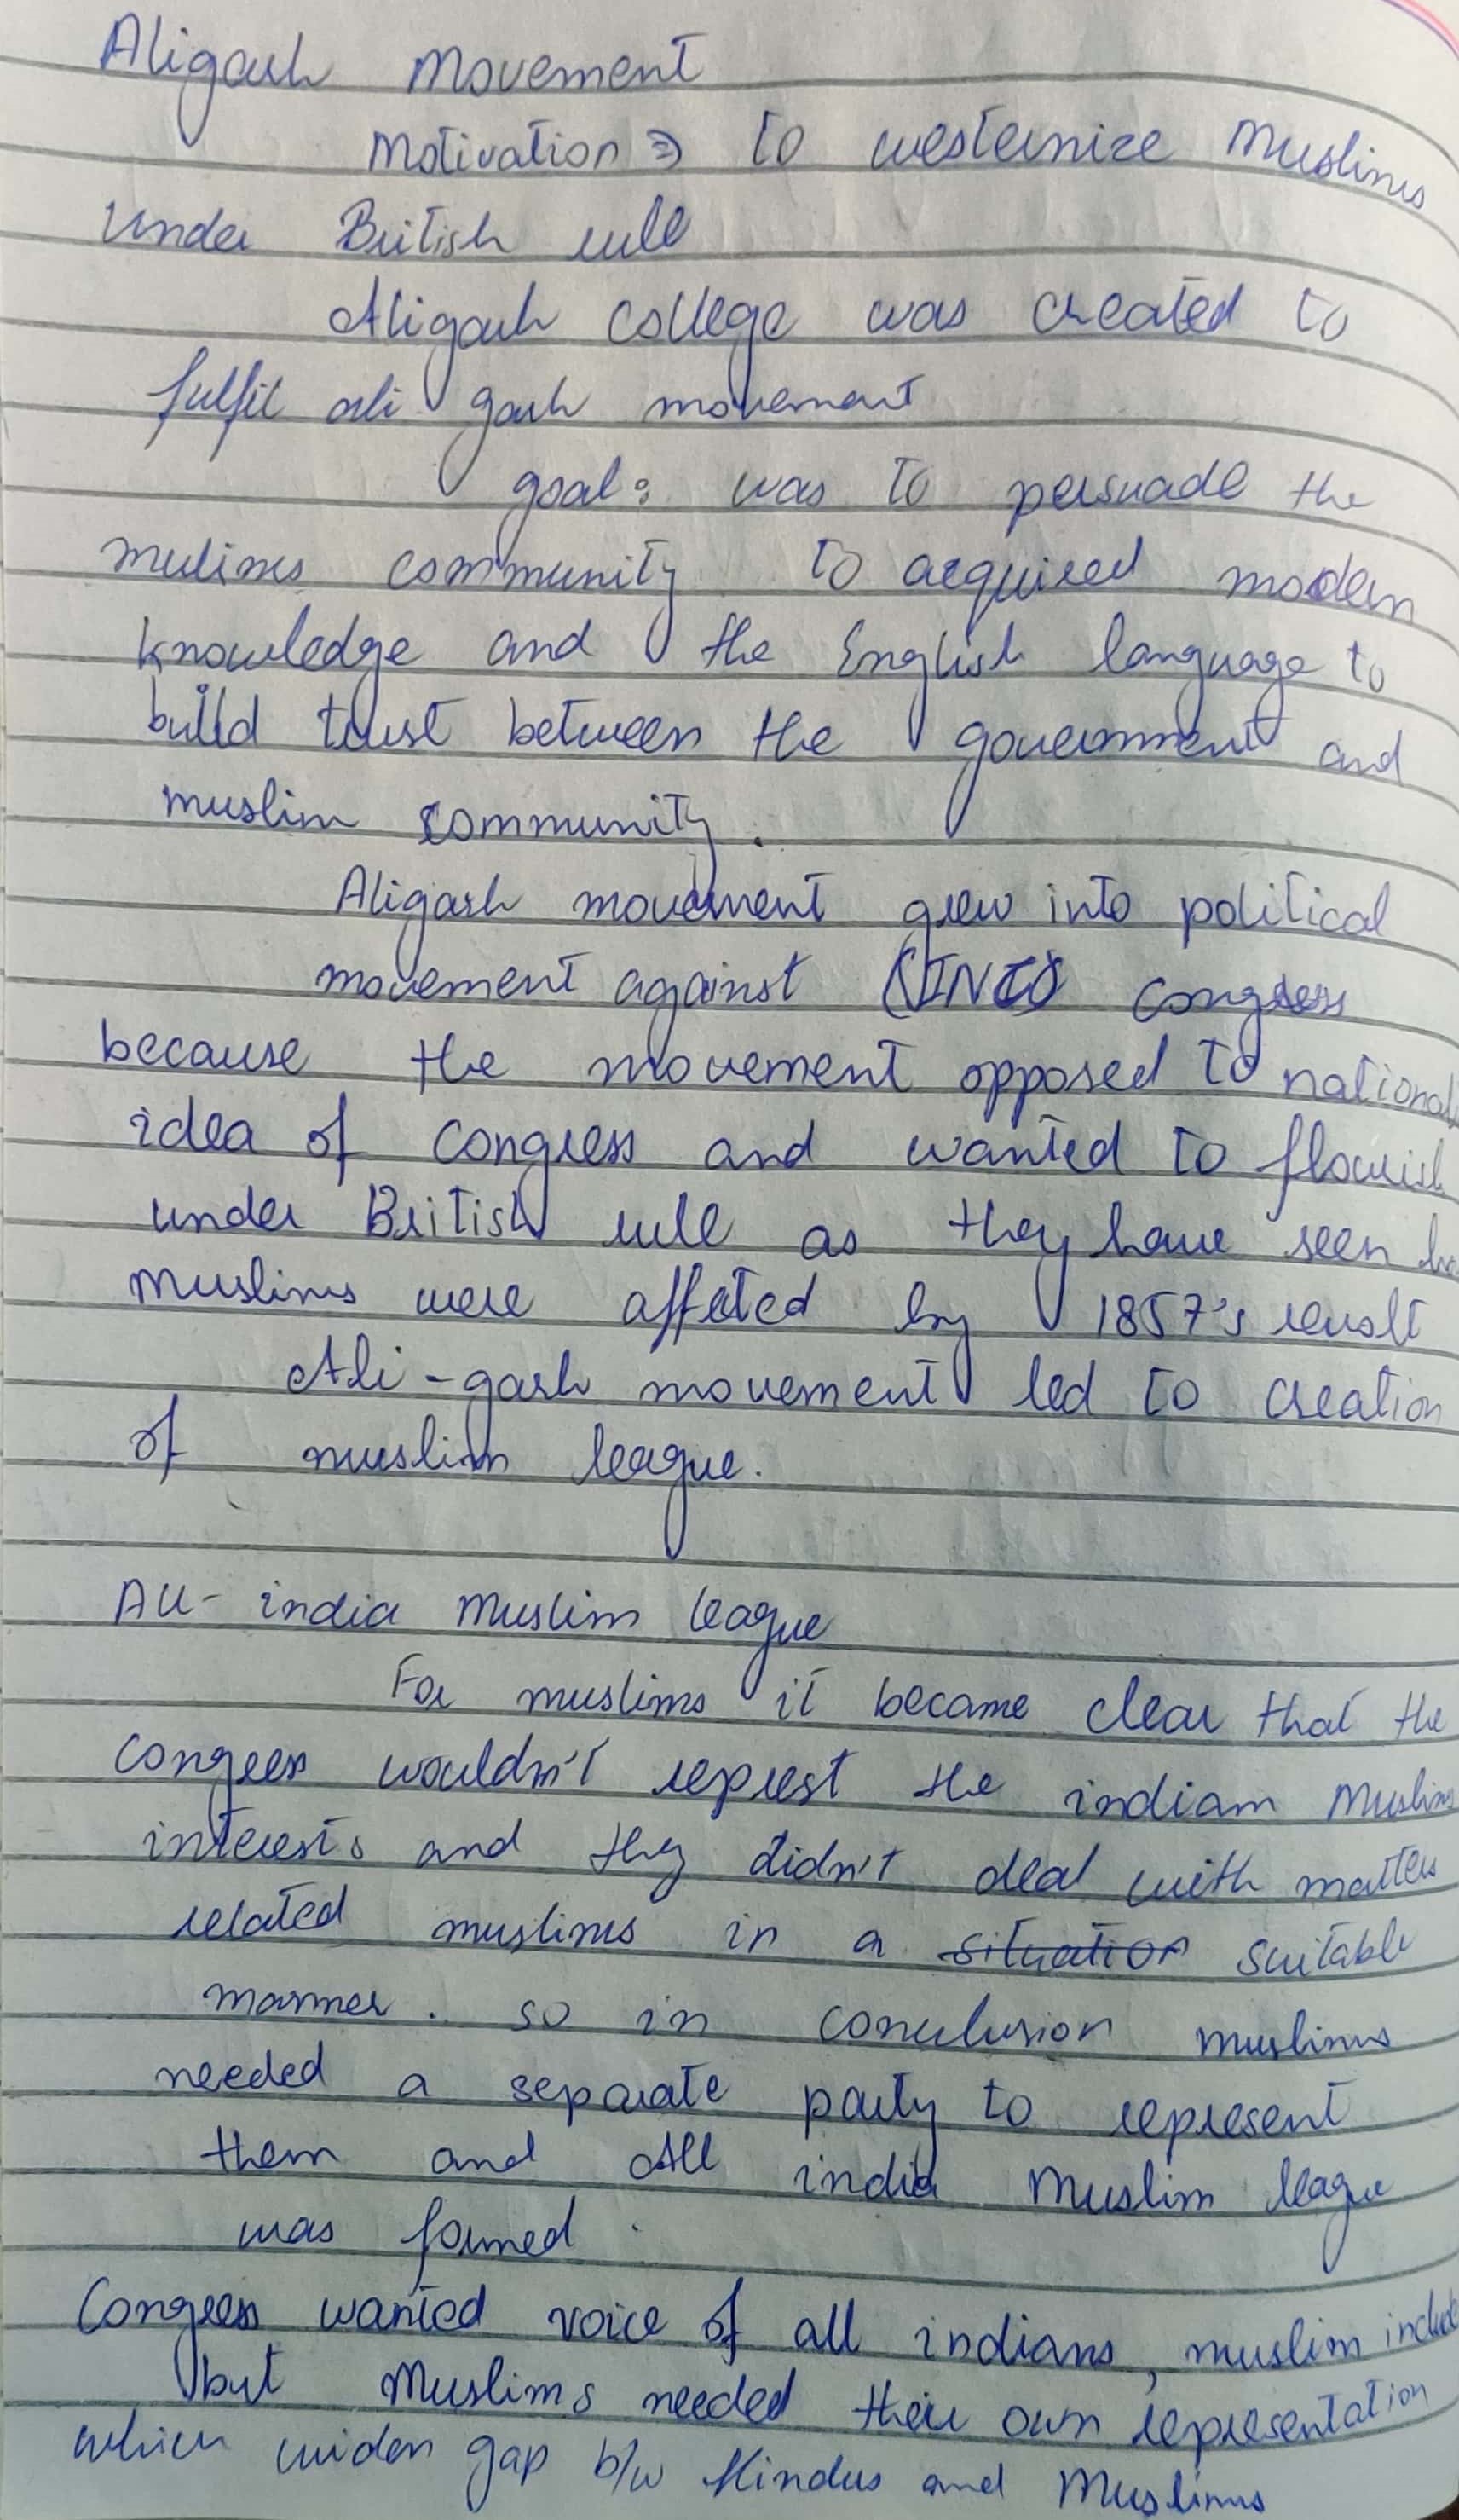 Aligarh Movement
Motivation ⇒ to westernize Muslims
under British rule
Aligarh college was created to
fulfil ali garh movement
goal: was to persuade the
mulims community to acquired modern
knowledge and the English language to
build trust between the government and
muslim community.
Aligarh movement grew into political
movement against (INC) congress
because the movement opposed to national
idea of congress and wanted to flourish
under British rule as they have seen
muslims were affeted by 1857's revolt
Ali-garh movement led to creation
of muslim league.
All-india Muslim league
For muslims it became clear that the
congress wouldn't represt the indian Muslims
interests and they didn't deal with matters
related muslims in a situation suitable
manner. so in conculusion muslims
needed a separate party to represent
them and All india Muslim league
was formed.
Congress wanted voice of all indians, muslim include
but Muslims needed their own representation
which widen gap b/w Hindus and Muslims